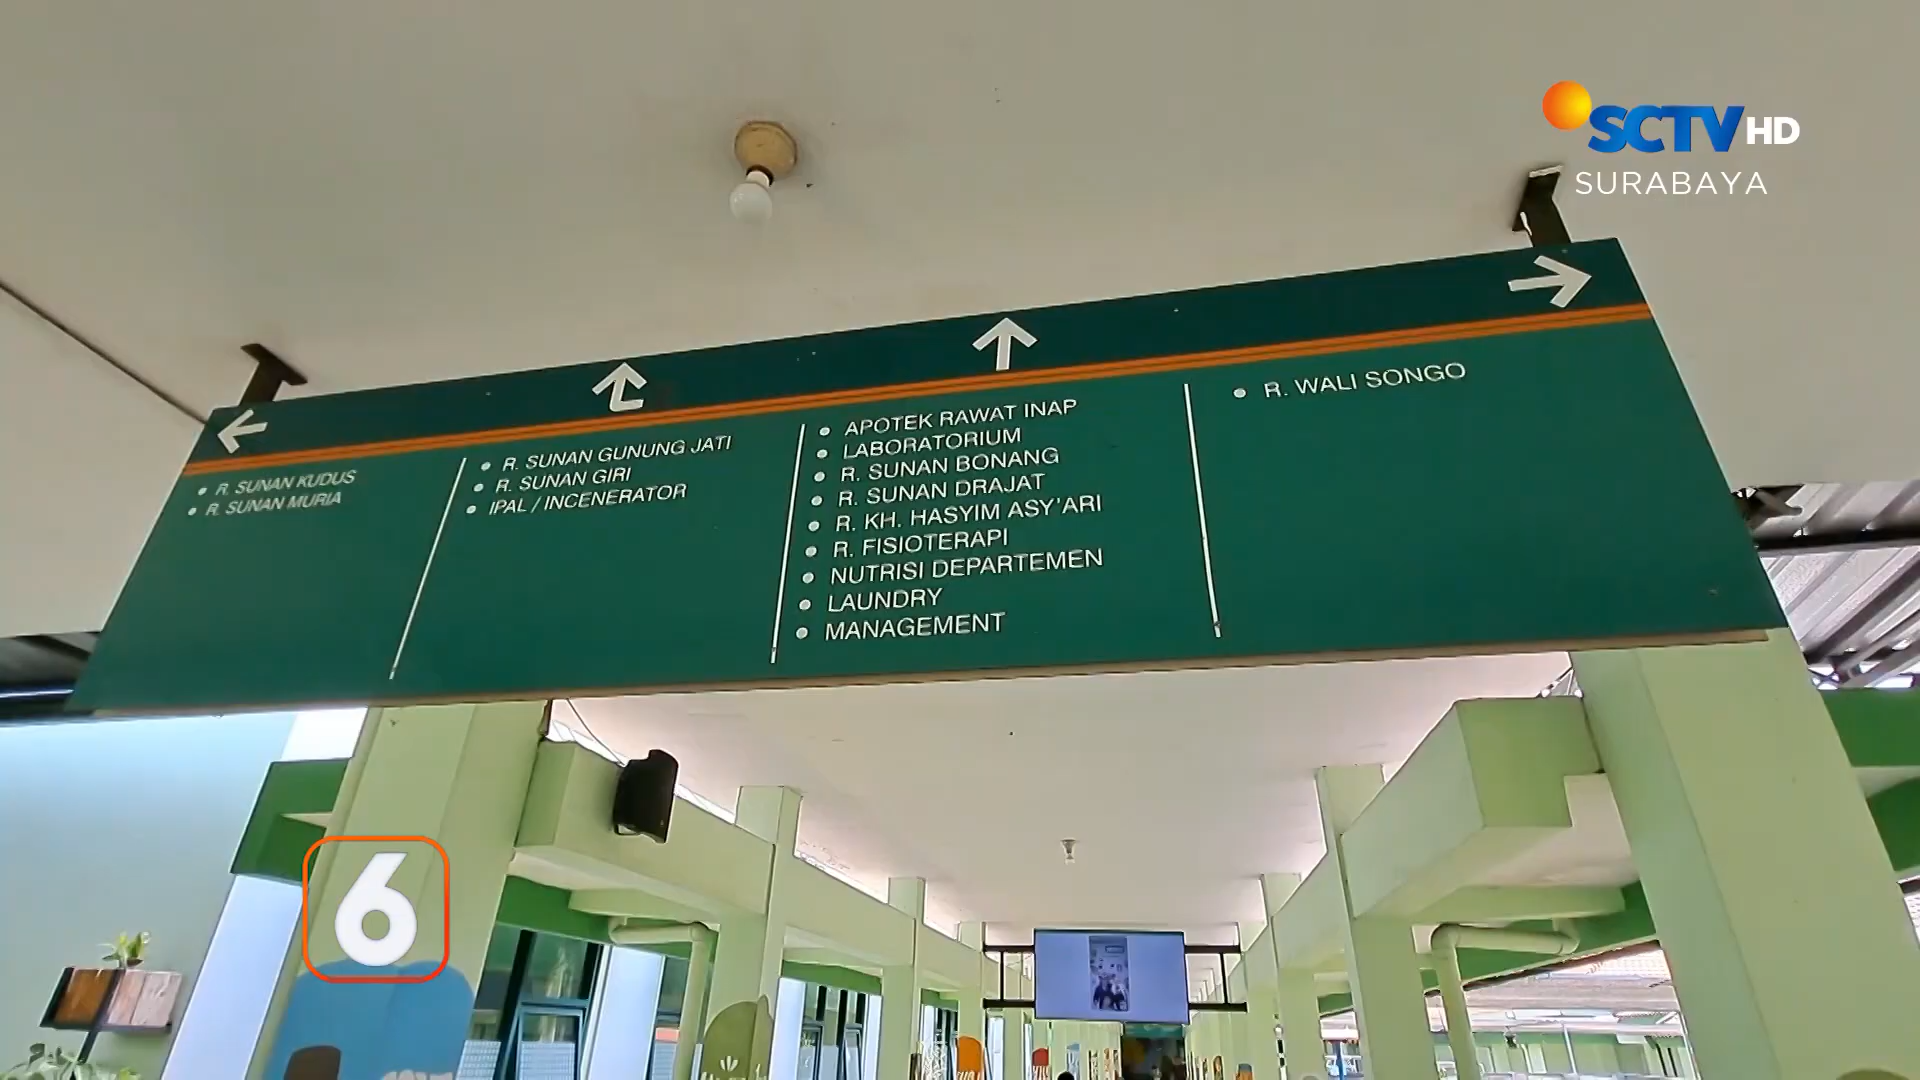 SCTV HD
SURABAYA
R. SUNAN KUDUS
R. SUNAN MURIA
R. SUNAN GUNUNG JATI
R. SUNAN GIRI
IPAL / INCENERATOR
APOTEK RAWAT INAP
LABORATORIUM
R. SUNAN BONANG
R. SUNAN DRAJAT
R. KH. HASYIM ASY'ARI
R. FISIOTERAPI
NUTRISI DEPARTEMEN
LAUNDRY
MANAGEMENT
R. WALI SONGO
6